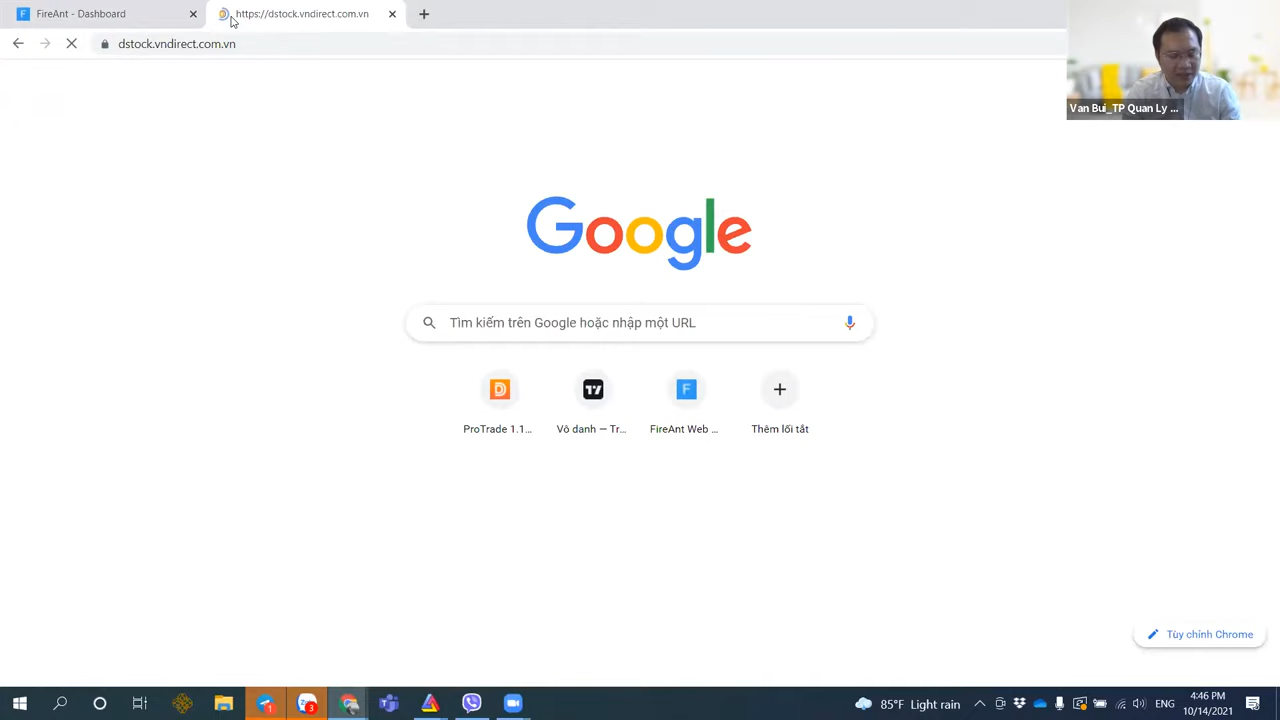 FireAnt - Dashboard
https://dstock.vndirect.com.vn
dstock.vndirect.com.vn
Van Bui_TP Quan Ly ...
Google
Tìm kiếm trên Google hoặc nhập một URL
ProTrade 1.1...
Vô danh — Tr...
FireAnt Web ...
Thêm lối tắt
Tùy chỉnh Chrome
1
3
85°F Light rain
ENG
4:46 PM
10/14/2021